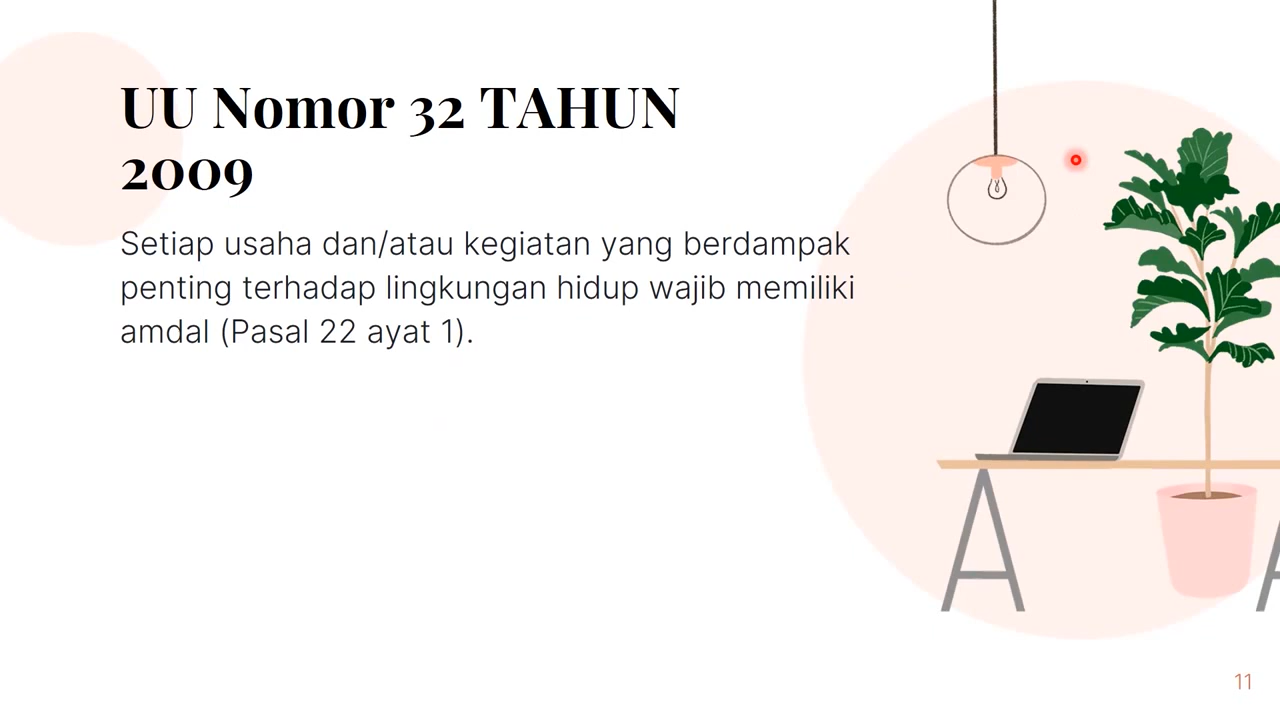 UU Nomor 32 TAHUN
2009
Setiap usaha dan/atau kegiatan yang berdampak
penting terhadap lingkungan hidup wajib memiliki
amdal (Pasal 22 ayat 1).
11